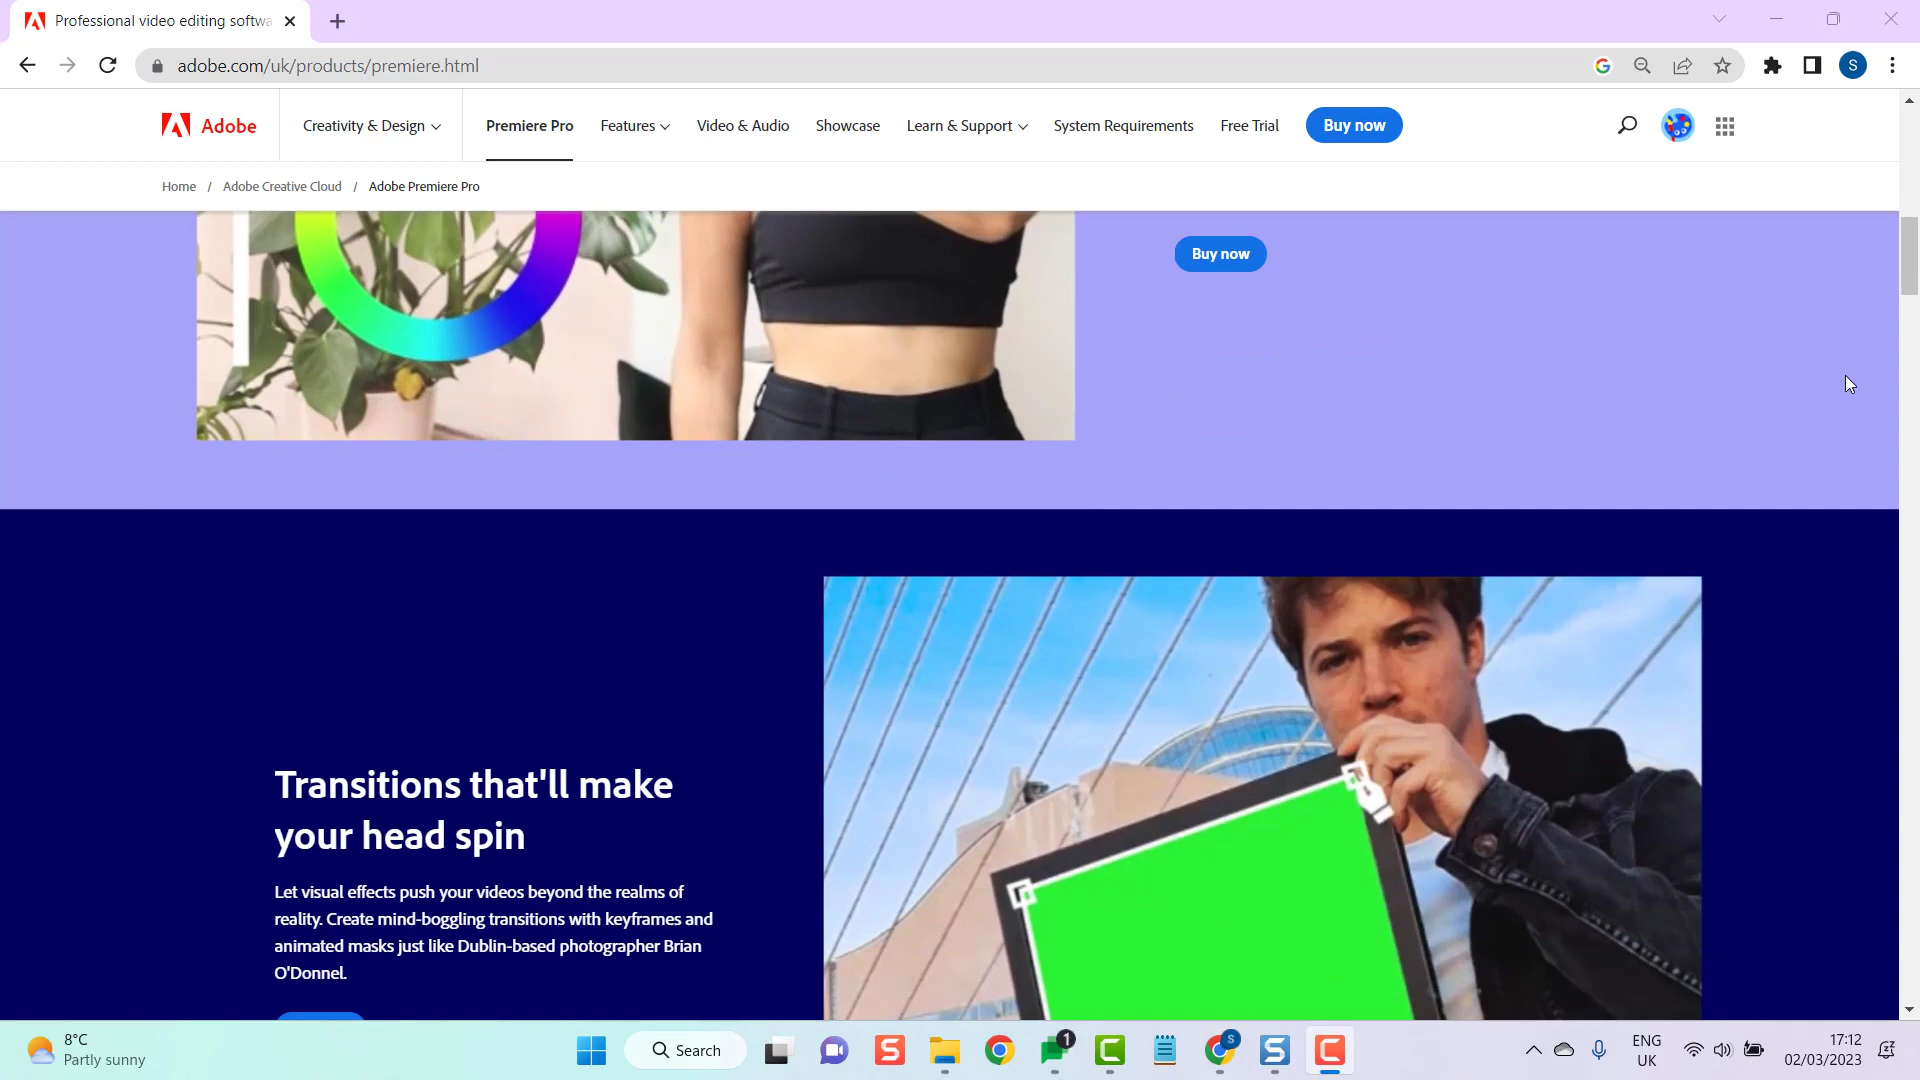 Professional video editing softwa
adobe.com/uk/products/premiere.html
S
Adobe
Creativity & Design
Premiere Pro
Features
Video & Audio
Showcase
Learn & Support
System Requirements
Free Trial
Buy now
Home / Adobe Creative Cloud / Adobe Premiere Pro
Buy now
Transitions that'll make
your head spin
Let visual effects push your videos beyond the realms of
reality. Create mind-boggling transitions with keyframes and
animated masks just like Dublin-based photographer Brian
O'Donnel.
8°C
Partly sunny
Search
1
S
ENG
UK
17:12
02/03/2023